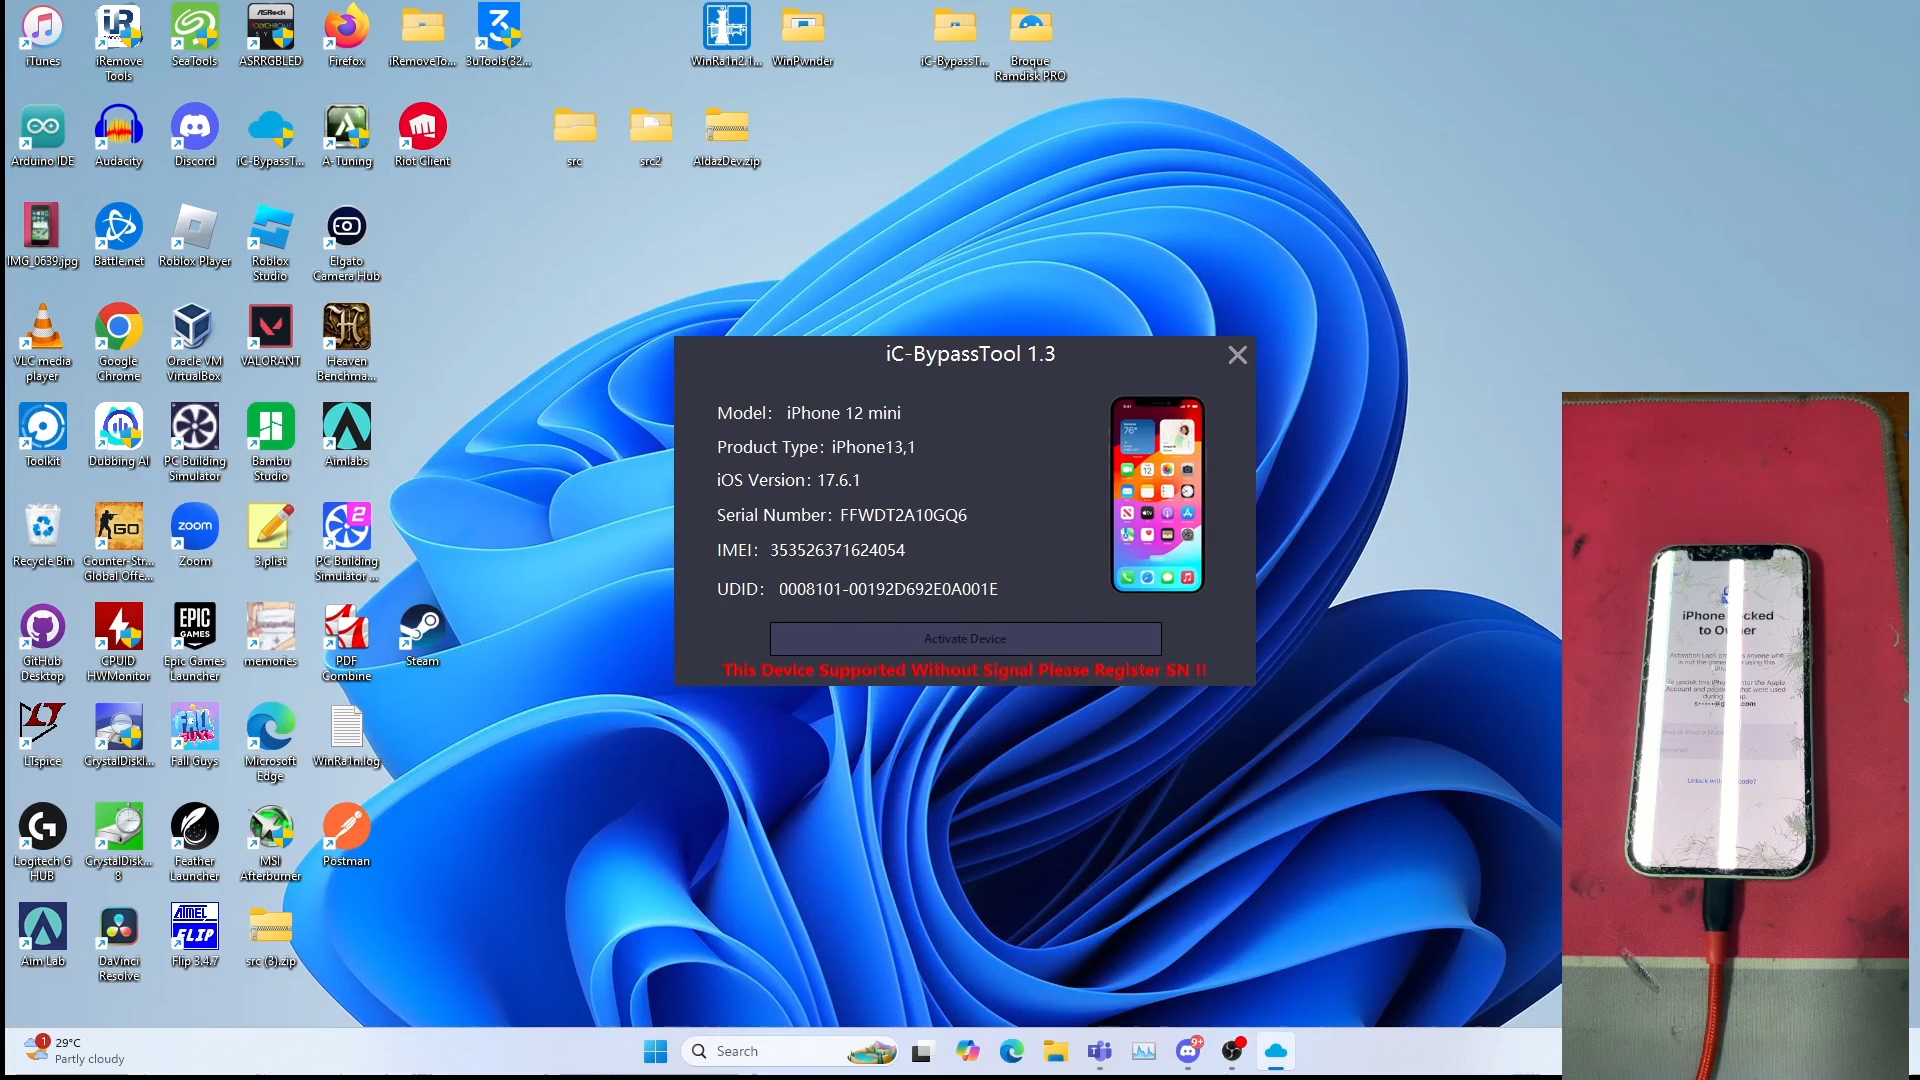 iTunes
iRemove
Tools
SeaTools
ASRRGBLED
Firefox
iRemoveTo...
3uTools(32...
WinRa1n2.1...
WinPwnder
iC-BypassT...
Broque
Ramdisk PRO
Arduino IDE
Audacity
Discord
iC-BypassT...
A-Tuning
Riot Client
src
src2
AldazDev.zip
IMG_0639.jpg
Battle.net
Roblox Player
Roblox
Studio
Elgato
Camera Hub
VLC media
player
Google
Chrome
Oracle VM
VirtualBox
VALORANT
Heaven
Benchma...
iC-BypassTool 1.3
Model: iPhone 12 mini
Product Type: iPhone13,1
iOS Version: 17.6.1
Serial Number: FFWDT2A10GQ6
IMEI: 353526371624054
UDID: 0008101-00192D692E0A001E
Activate Device
This Device Supported Without Signal Please Register SN !!
Toolkit
Dubbing AI
PC Building
Simulator
Bambu
Studio
Aimlabs
Recycle Bin
Counter-Str...
Global Offe...
Zoom
3.plist
PC Building
Simulator ...
GitHub
Desktop
CPUID
HWMonitor
Epic Games
Launcher
memories
PDF
Combine
Steam
LTspice
CrystalDiskI...
Fall Guys
Microsoft
Edge
WinRa1n.log
Logitech G
HUB
CrystalDisk...
8
Feather
Launcher
MSI
Afterburner
Postman
Aim Lab
DaVinci
Resolve
Flip 3.4.7
src (3).zip
iPhone Locked
to Owner
1
29°C
Partly cloudy
Search
9+